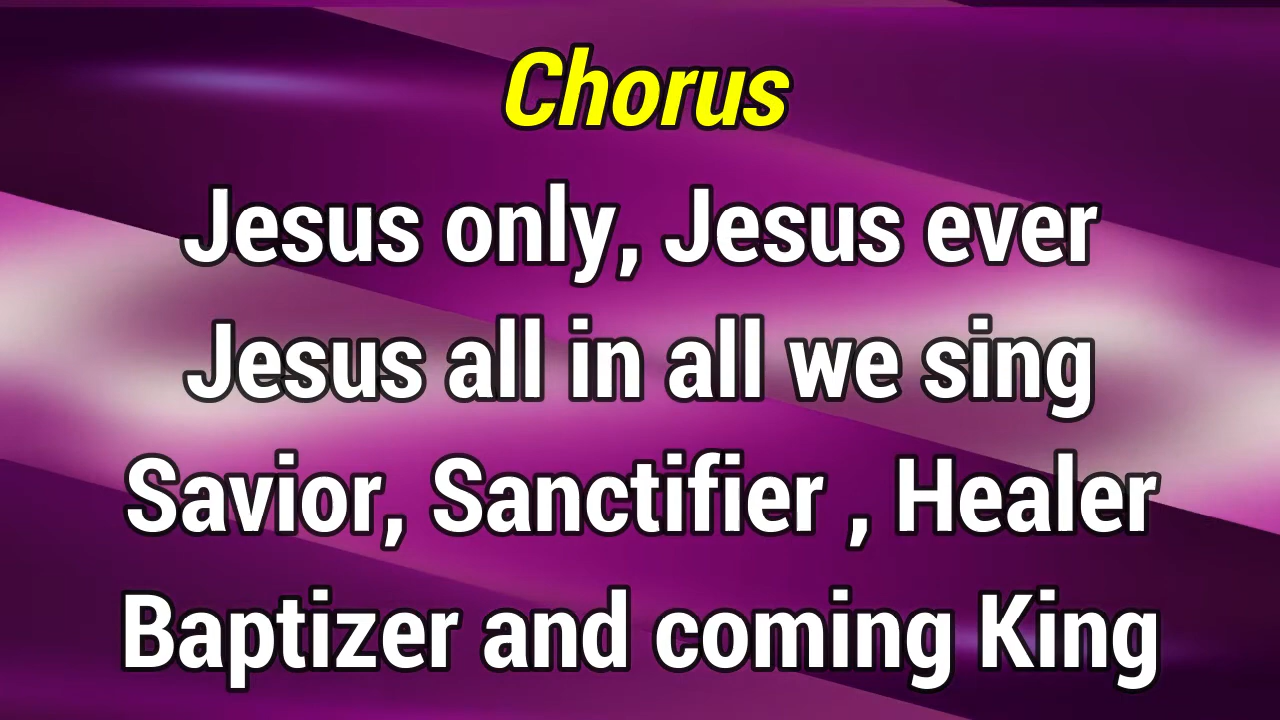 Chorus
Jesus only, Jesus ever
Jesus all in all we sing
Savior, Sanctifier , Healer
Baptizer and coming King